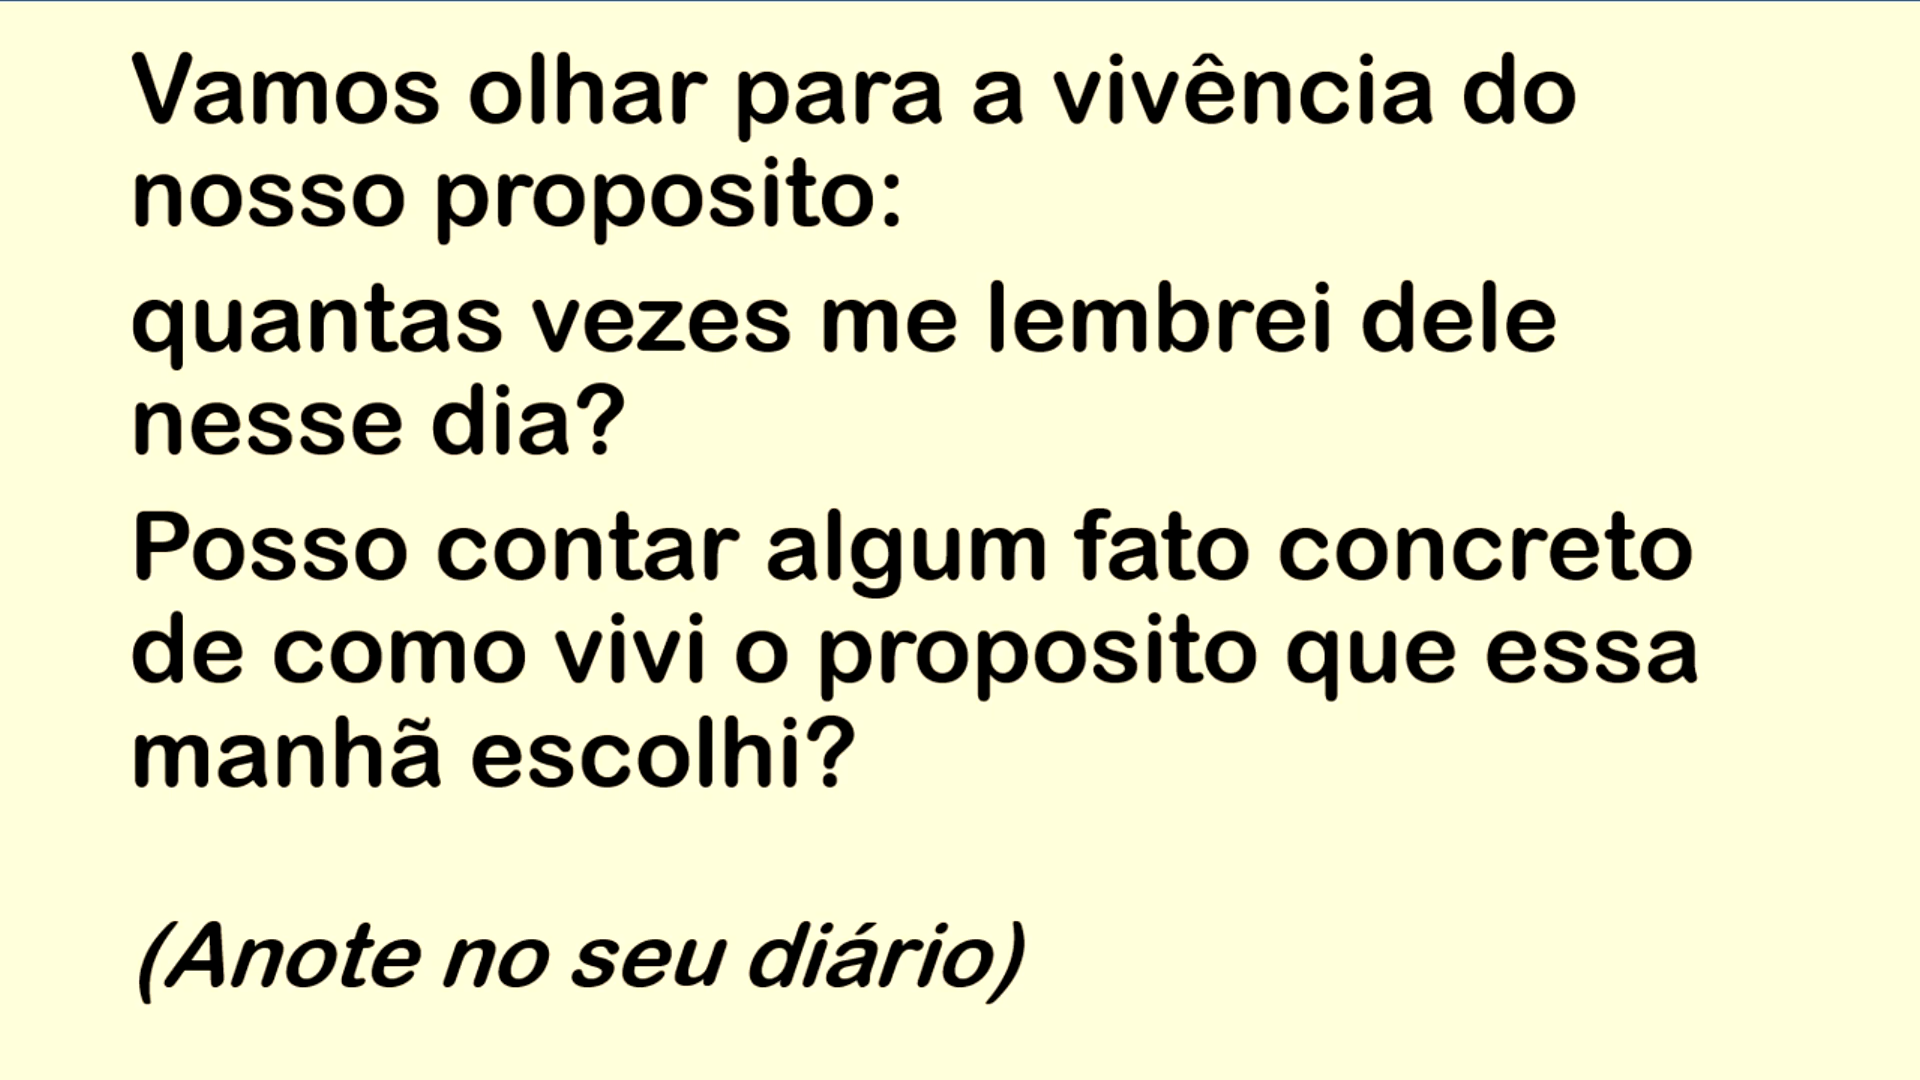 Vamos olhar para a vivência do
nosso proposito:
quantas vezes me lembrei dele
nesse dia?
Posso contar algum fato concreto
de como vivi o proposito que essa
manhã escolhi?
(Anote no seu diário)